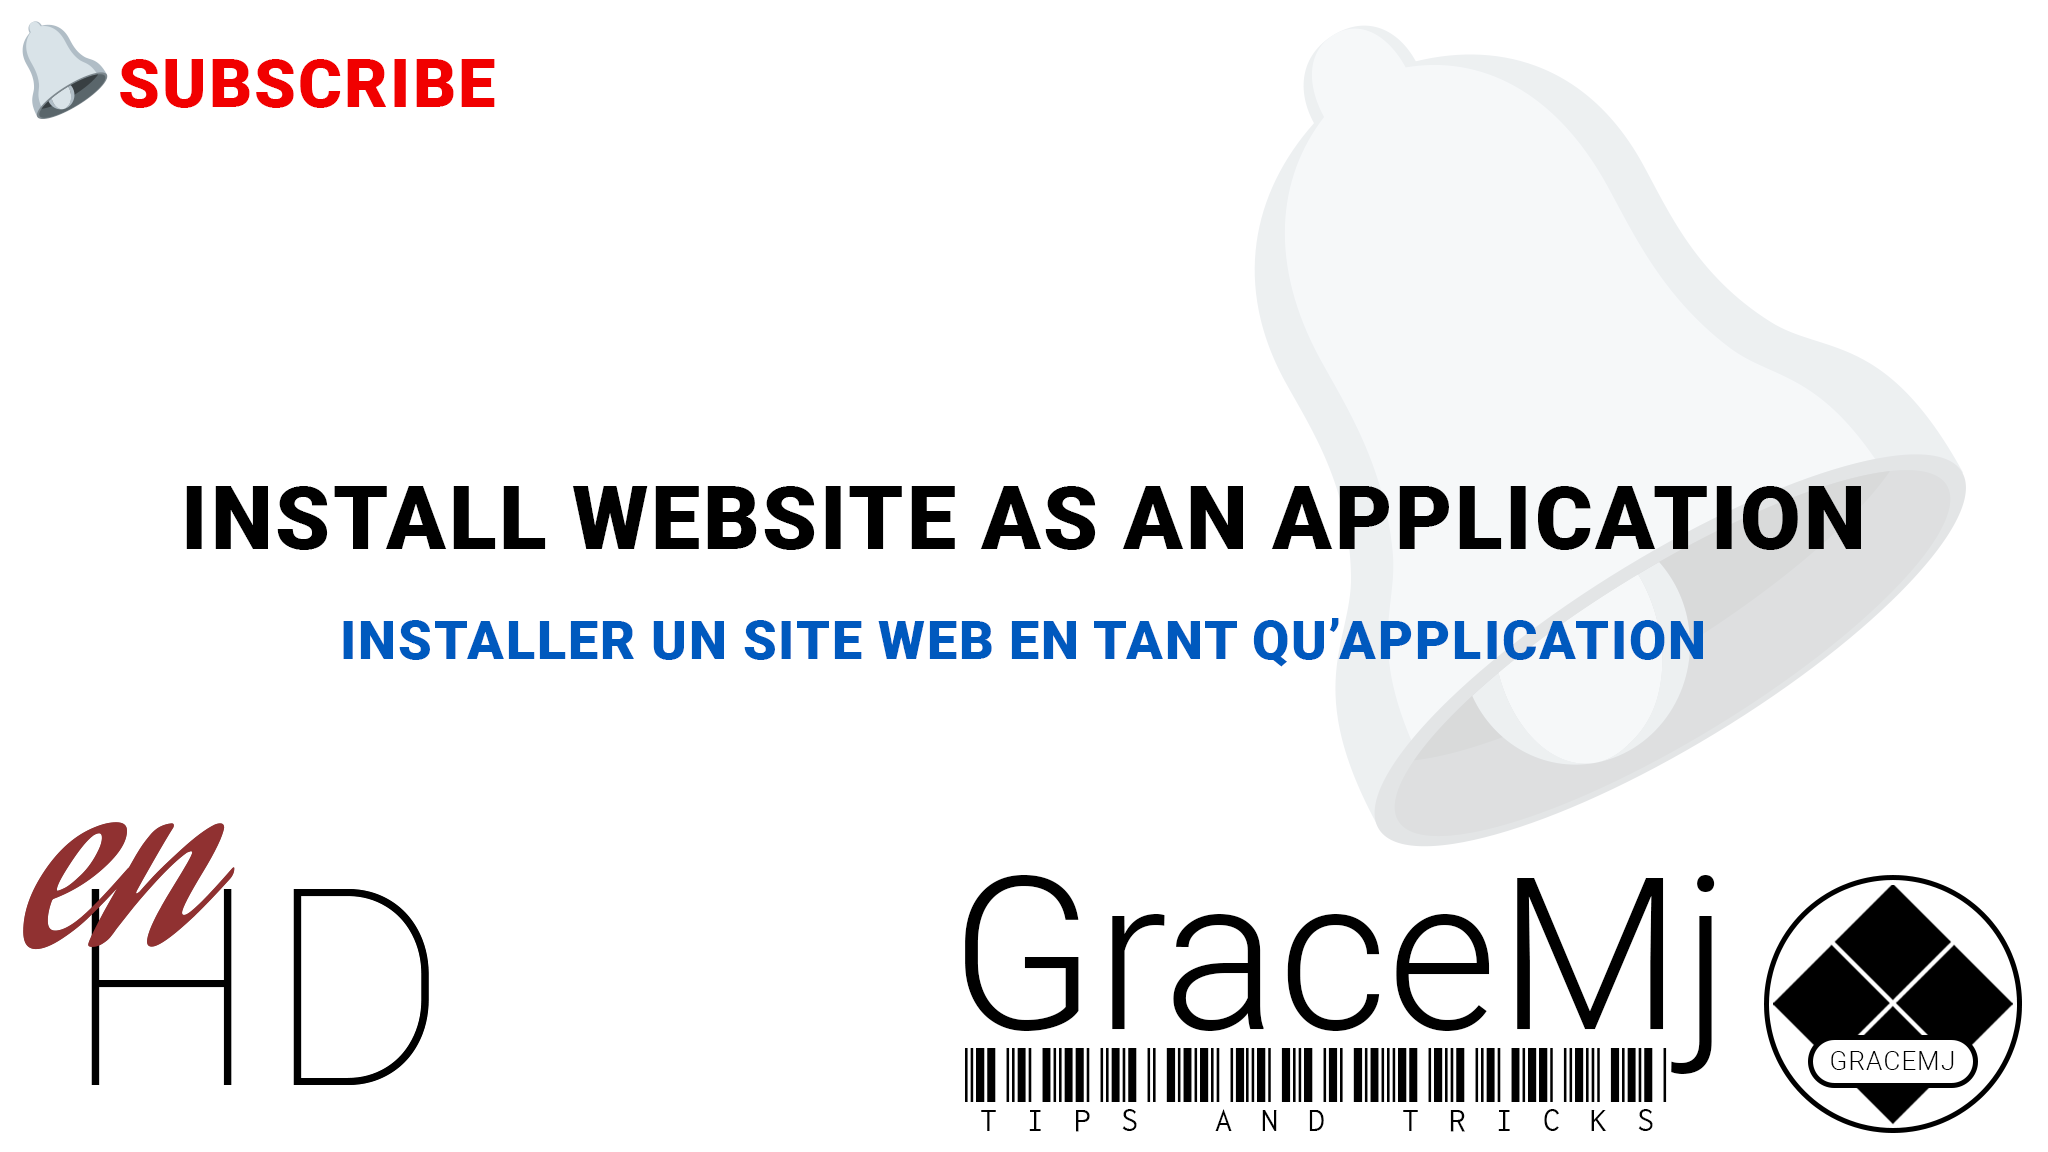 SUBSCRIBE
INSTALL WEBSITE AS AN APPLICATION
INSTALLER UN SITE WEB EN TANT QU’APPLICATION
en
HD
GraceMj
TIPS AND TRICKS
GRACEMJ